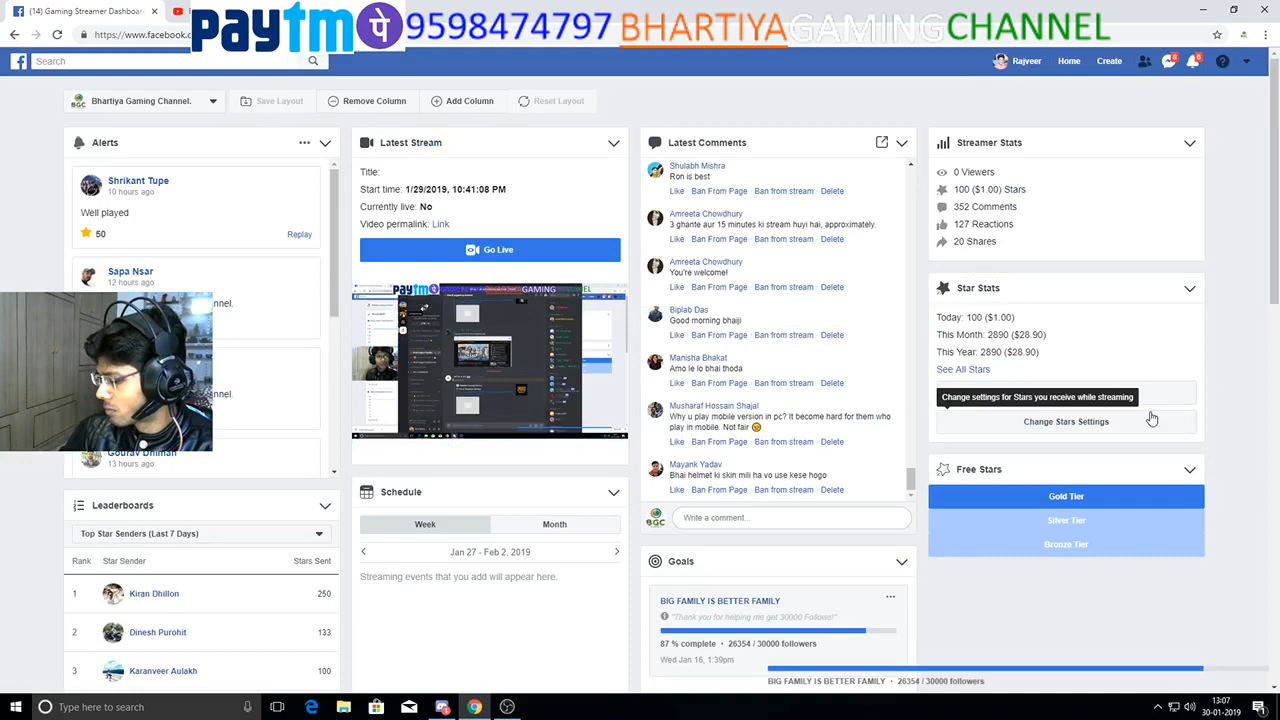 (14) Gaming Streamer Dashboa
paytm पे 9598474797 BHARTIYAGAMINGCHANNEL
https://www.facebook.c
Search
Rajveer
Home
Create
Bhartiya Gaming Channel.
Save Layout
Remove Column
Add Column
Reset Layout
Alerts
Shrikant Tupe
10 hours ago
Well played
50
Replay
Sapa Nsar
12 hours ago
nnel.
nnel.
Gourav Dhiman
13 hours ago
Leaderboards
Top Star Senders (Last 7 Days)
Rank Star Sender Stars Sent
1 Kiran Dhillon 250
2 Dinesh Purohit 133
3 Karanveer Aulakh 100
Latest Stream
Title:
Start time: 1/29/2019, 10:41:08 PM
Currently live: No
Video permalink: Link
Go Live
paytm
GAMING
Schedule
Week Month
Jan 27 - Feb 2, 2019
Streaming events that you add will appear here.
Latest Comments
Shulabh Mishra
Ron is best
Like · Ban From Page · Ban from stream · Delete
Amreeta Chowdhury
3 ghante aur 15 minutes ki stream huyi hai, approximately.
Like · Ban From Page · Ban from stream · Delete
Amreeta Chowdhury
You're welcome!
Like · Ban From Page · Ban from stream · Delete
Biplab Das
Good morning bhaiji
Like · Ban From Page · Ban from stream · Delete
Manisha Bhakat
Amo le lo bhai thoda
Like · Ban From Page · Ban from stream · Delete
Musharaf Hossain Shajal
Why u play mobile version in pc? It become hard for them who
play in mobile. Not fair
Like · Ban From Page · Ban from stream · Delete
Mayank Yadav
Bhai helmet ki skin mili ha vo use kese hogo
Like · Ban From Page · Ban from stream · Delete
BGC
Write a comment...
Goals
BIG FAMILY IS BETTER FAMILY
"Thank you for helping me get 30000 Follows!"
87 % complete • 26354 / 30000 followers
Wed Jan 16, 1:39pm
BIG FAMILY IS BETTER FAMILY • 26354 / 30000 followers
Streamer Stats
0 Viewers
100 ($1.00) Stars
352 Comments
127 Reactions
20 Shares
Star Stats
Today: 100 ($1.00)
This Month: 2890 ($28.90)
This Year: 2890 ($28.90)
See All Stars
Change settings for Stars you receive while streaming
Change Stars Settings
Free Stars
Gold Tier
Silver Tier
Bronze Tier
Type here to search
13:07
30-01-2019